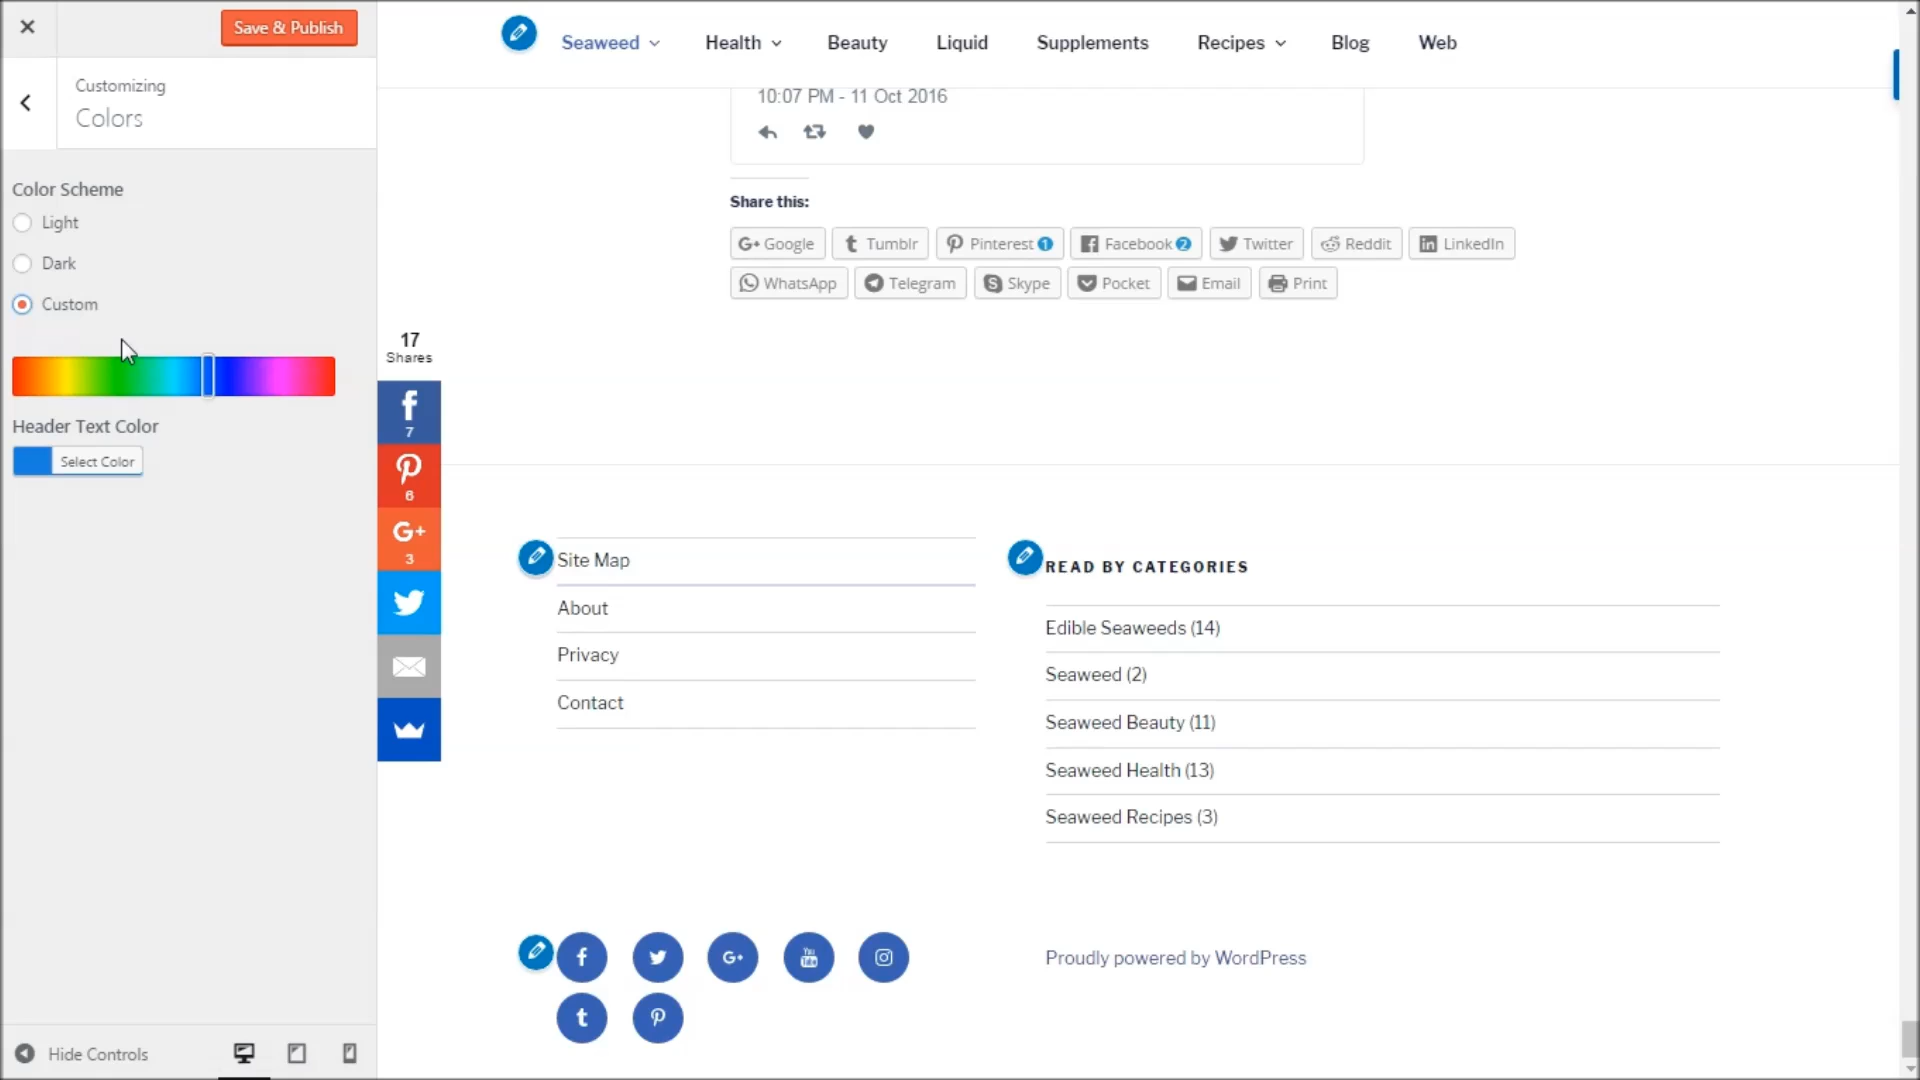 Save & Publish
Customizing
Colors
Color Scheme
Light
Dark
Custom
Header Text Color
Select Color
Hide Controls
Seaweed Health Beauty Liquid Supplements Recipes Blog Web
10:07 PM - 11 Oct 2016
Share this:
G+ Google Tumblr Pinterest 1 Facebook 2 Twitter Reddit LinkedIn
WhatsApp Telegram Skype Pocket Email Print
17
Shares
7
6
G+
3
Site Map
About
Privacy
Contact
READ BY CATEGORIES
Edible Seaweeds (14)
Seaweed (2)
Seaweed Beauty (11)
Seaweed Health (13)
Seaweed Recipes (3)
G+ You Tube
Proudly powered by WordPress